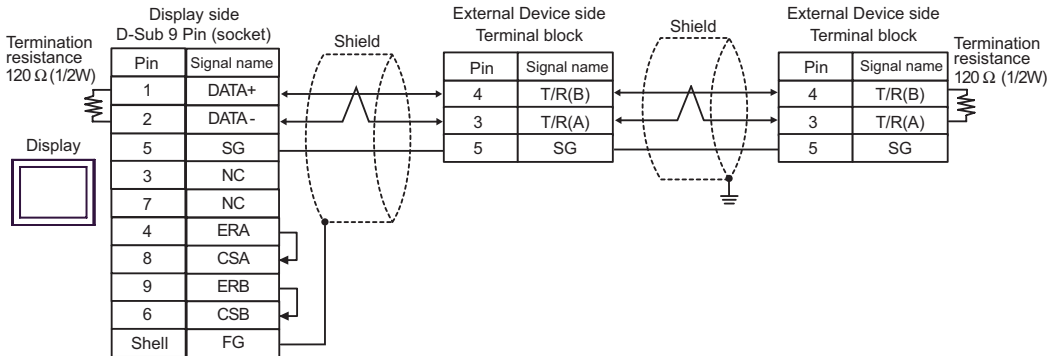 Display side
D-Sub 9 Pin (socket)
Termination
resistance
120 Ω (1/2W)
Display
Pin Signal name
1 DATA+
2 DATA-
5 SG
3 NC
7 NC
4 ERA
8 CSA
9 ERB
6 CSB
Shell FG
Shield
External Device side
Terminal block
Pin Signal name
4 T/R(B)
3 T/R(A)
5 SG
Shield
External Device side
Terminal block
Pin Signal name
4 T/R(B)
3 T/R(A)
5 SG
Termination
resistance
120 Ω (1/2W)